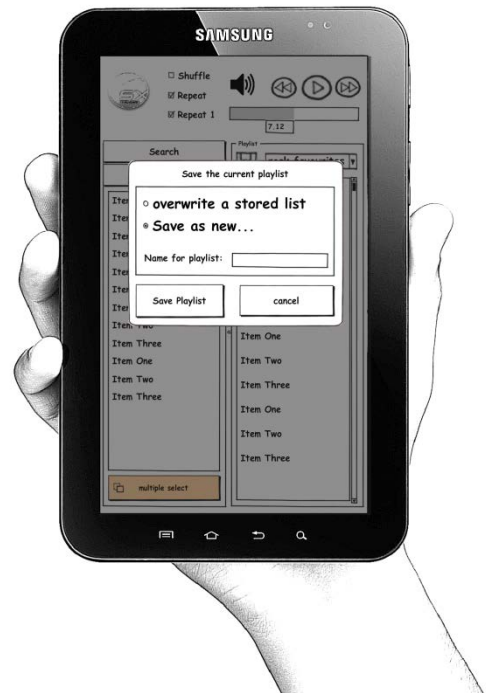 SAMSUNG
Shuffle
Repeat
Repeat 1
7.12
Search
Playlist
rock favourites
Save the current playlist
overwrite a stored list
Save as new...
Name for playlist:
Save Playlist
cancel
Item Two
Item Three
Item One
Item Two
Item Three
Item One
Item Two
Item Three
Item One
Item Two
Item Three
multiple select